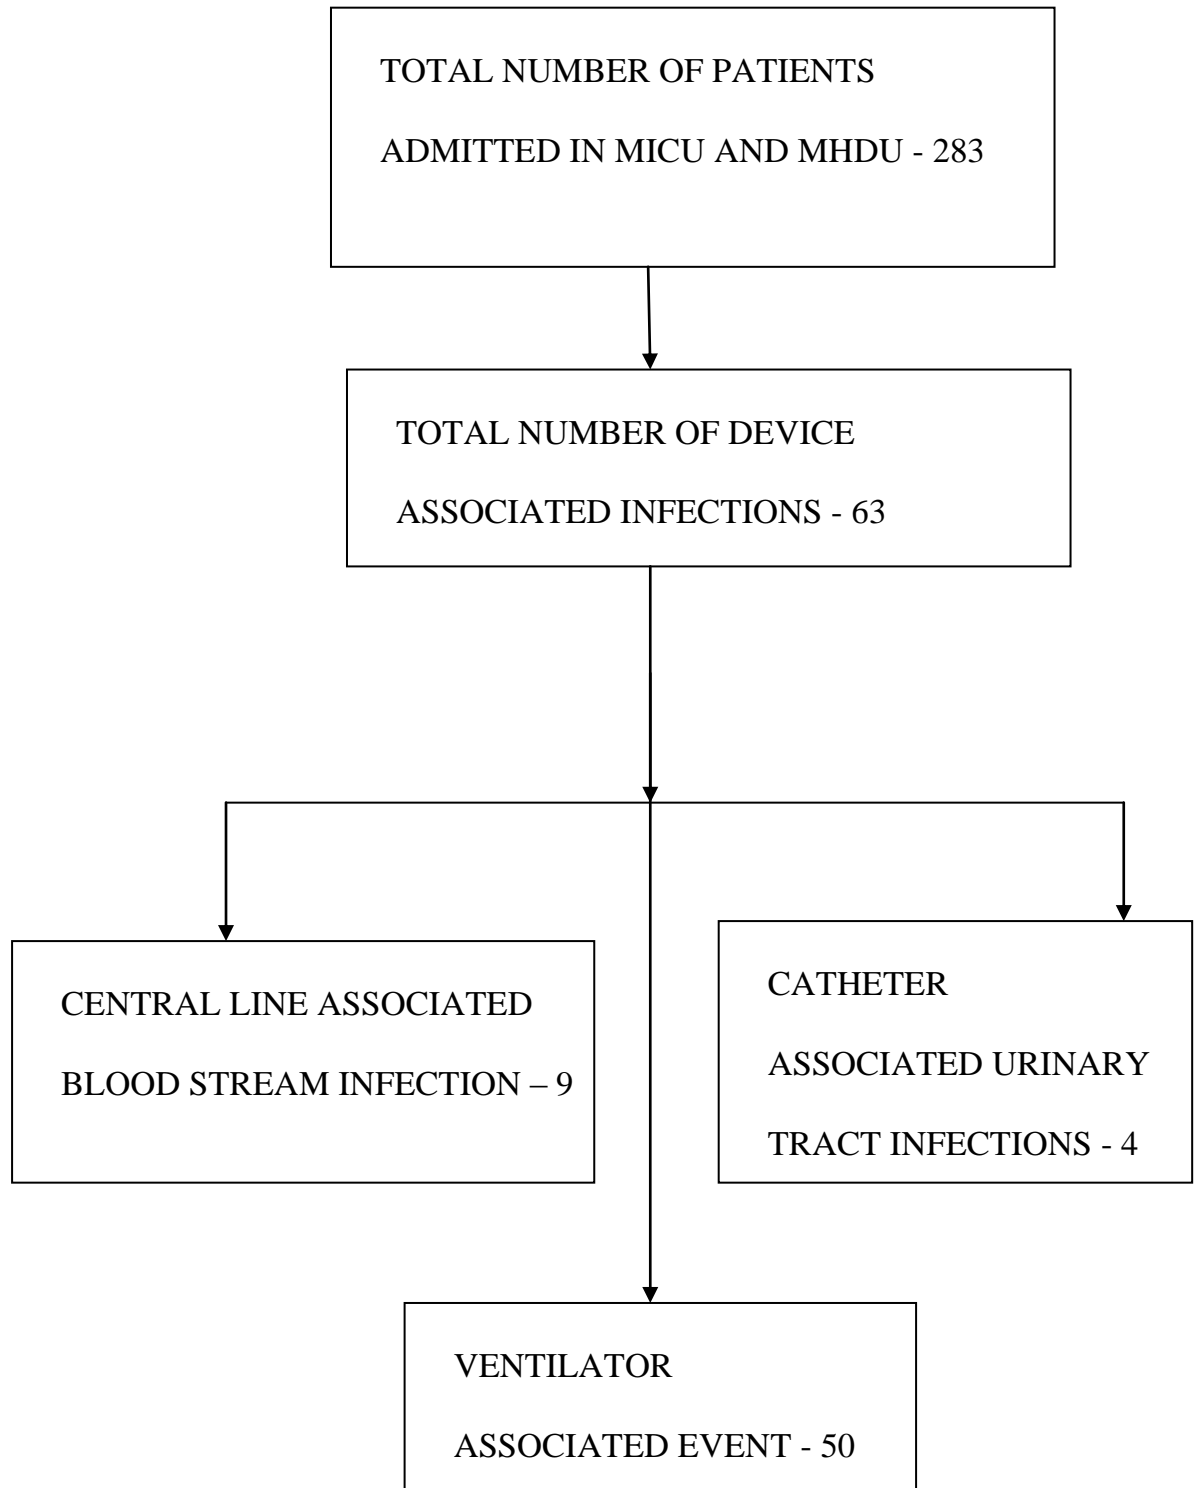 TOTAL NUMBER OF PATIENTS
ADMITTED IN MICU AND MHDU - 283
TOTAL NUMBER OF DEVICE
ASSOCIATED INFECTIONS - 63
CENTRAL LINE ASSOCIATED
BLOOD STREAM INFECTION – 9
CATHETER
ASSOCIATED URINARY
TRACT INFECTIONS - 4
VENTILATOR
ASSOCIATED EVENT - 50